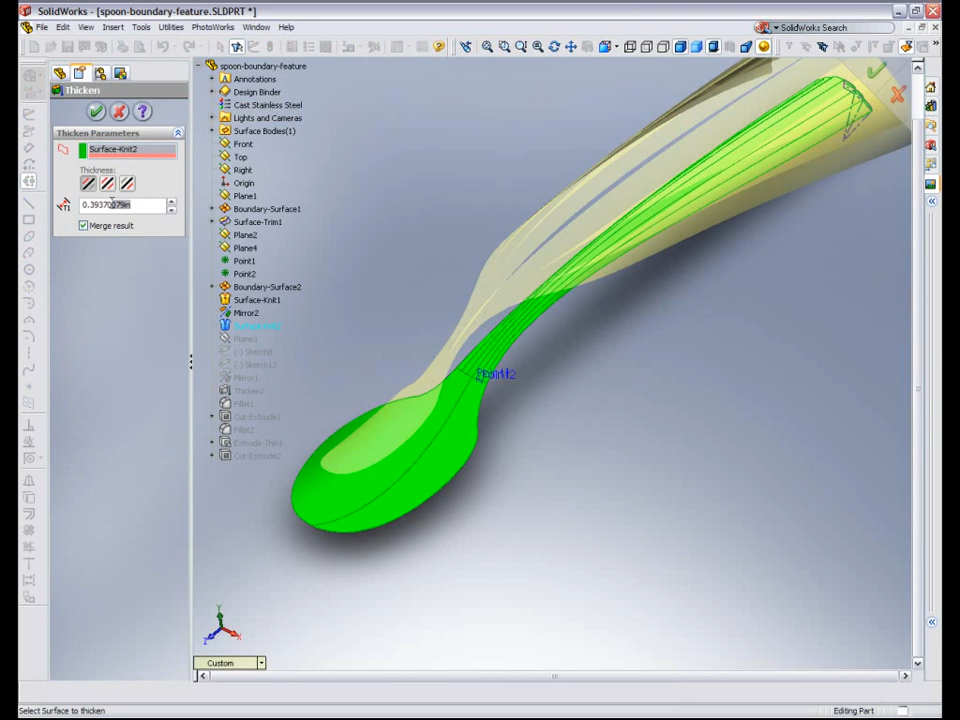 SolidWorks - [spoon-boundary-feature.SLDPRT *]
File Edit View Insert Tools Utilities PhotoWorks Window Help
SolidWorks Search
Thicken
Thicken Parameters
Surface-Knit2
Thickness:
0.39370079in
Merge result
spoon-boundary-feature
Annotations
Design Binder
Cast Stainless Steel
Lights and Cameras
Surface Bodies(1)
Front
Top
Right
Origin
Plane1
Boundary-Surface1
Surface-Trim1
Plane2
Plane4
Point1
Point2
Boundary-Surface2
Surface-Knit1
Mirror2
Surface-Knit2
Plane3
(-) Sketch8
(-) Sketch12
Mirror1
Thicken2
Fillet1
Cut-Extrude1
Fillet2
Extrude-Thin1
Cut-Extrude2
Y
X
Z
Custom
Select Surface to thicken
Editing Part